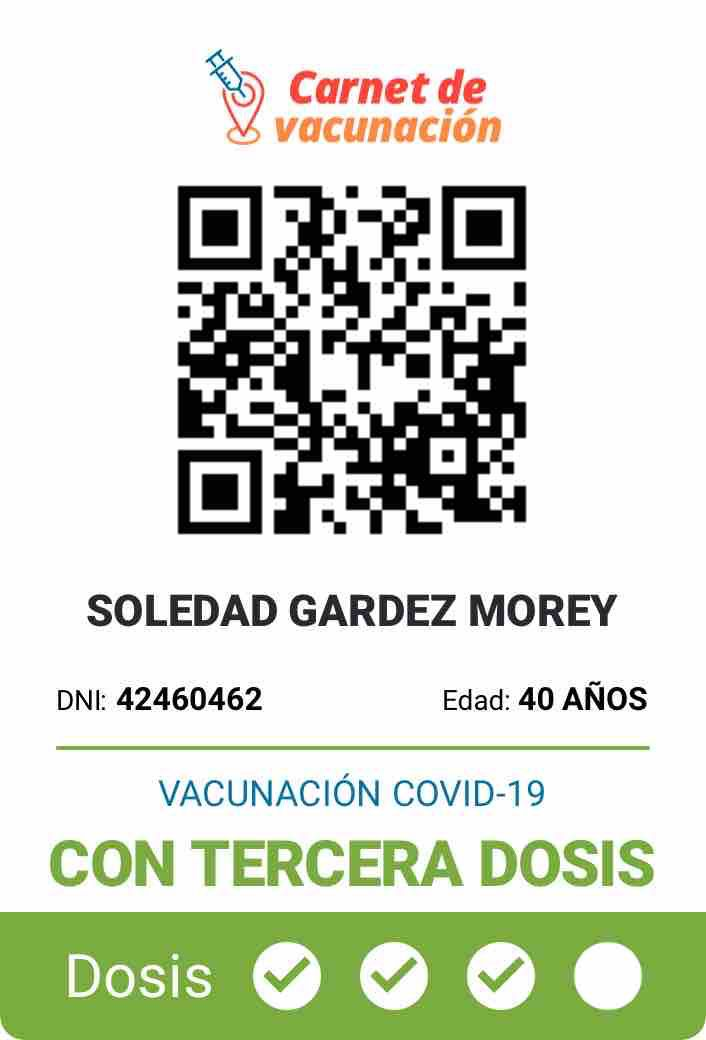 Carnet de
vacunación
SOLEDAD GARDEZ MOREY
DNI: 42460462 Edad: 40 AÑOS
VACUNACIÓN COVID-19
CON TERCERA DOSIS
Dosis